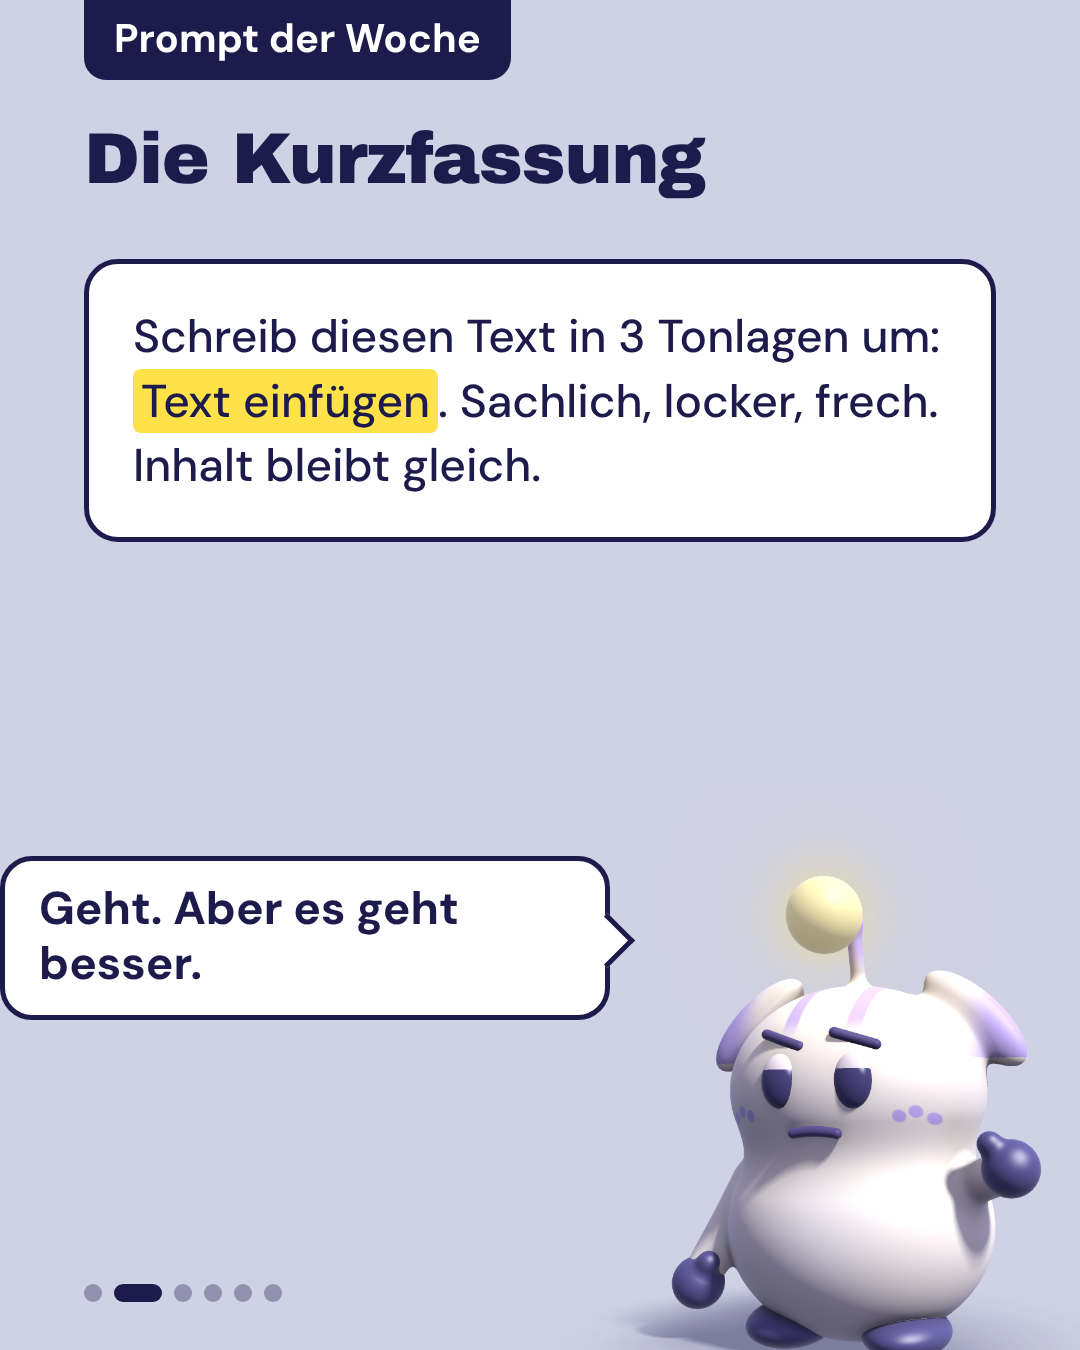 Prompt der Woche
Die Kurzfassung
Schreib diesen Text in 3 Tonlagen um:
Text einfügen. Sachlich, locker, frech.
Inhalt bleibt gleich.
Geht. Aber es geht
besser.